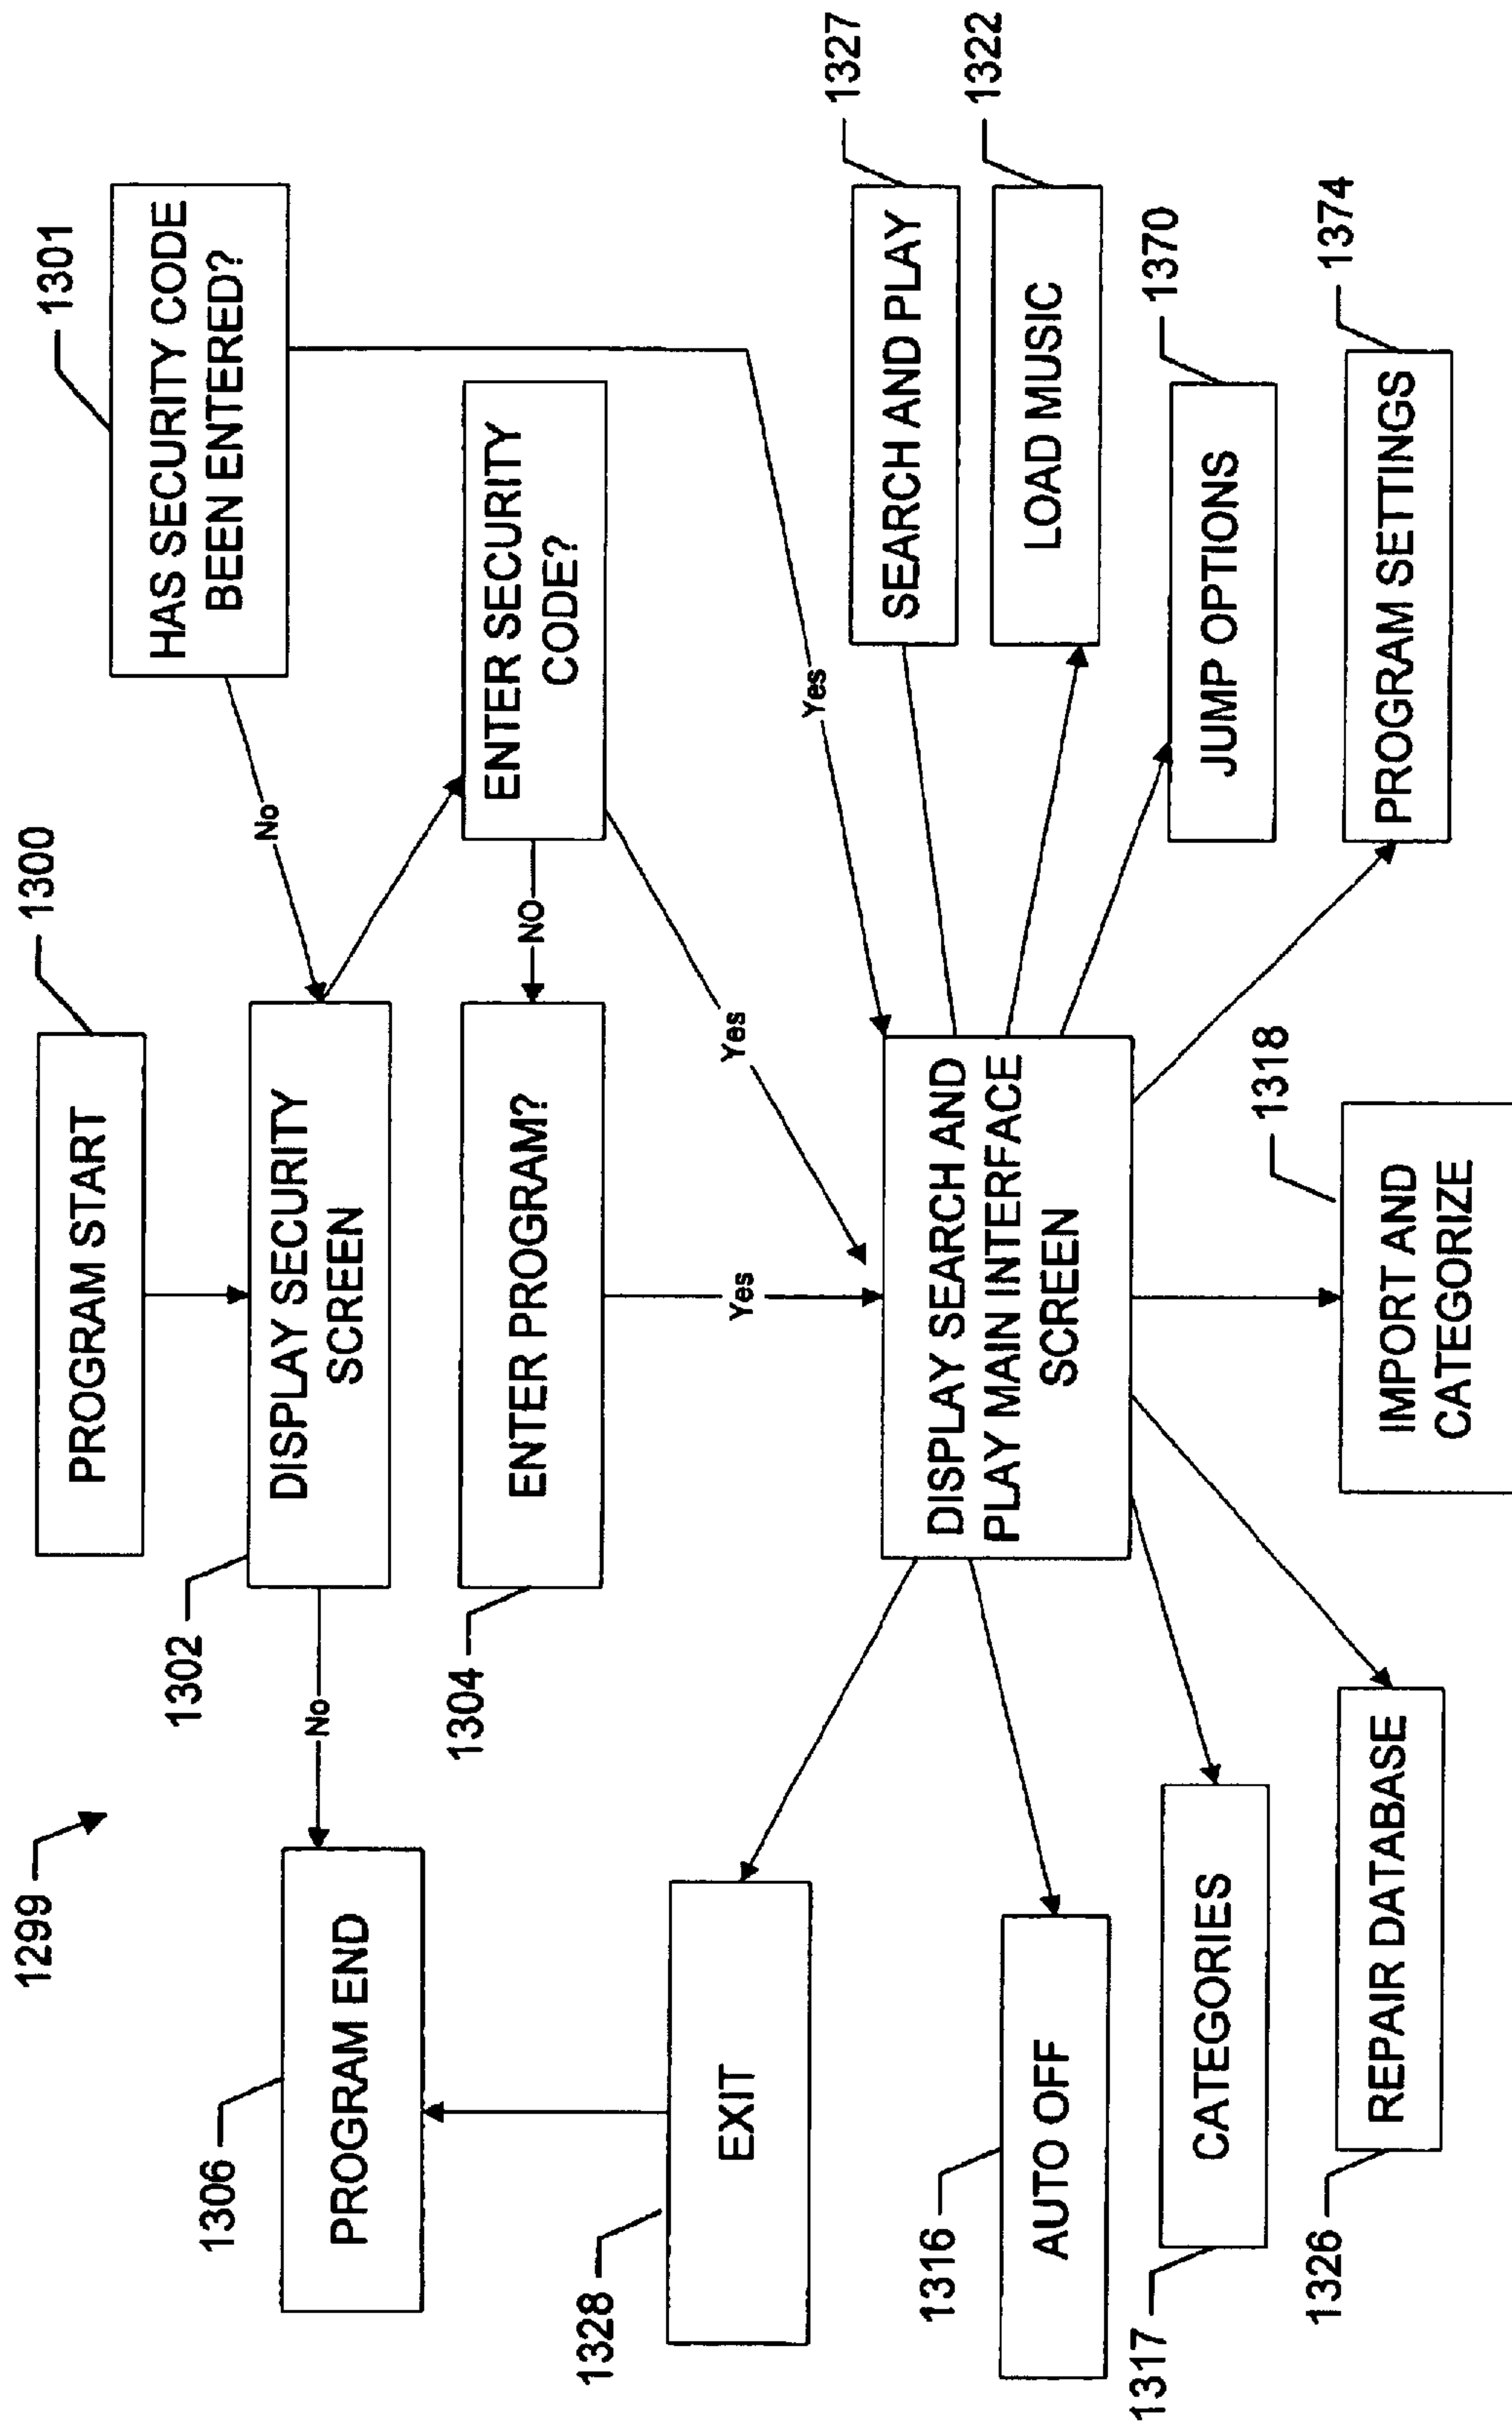 1299
1300
PROGRAM START
1301
HAS SECURITY CODE
BEEN ENTERED?
1306
PROGRAM END
No
1302
DISPLAY SECURITY
SCREEN
No
1304
ENTER PROGRAM?
NO
ENTER SECURITY
CODE?
1328
EXIT
Yes
Yes
Yes
DISPLAY SEARCH AND
PLAY MAIN INTERFACE
SCREEN
1327
SEARCH AND PLAY
1322
LOAD MUSIC
1316
AUTO OFF
1370
JUMP OPTIONS
1317
CATEGORIES
1374
PROGRAM SETTINGS
1326
REPAIR DATABASE
1318
IMPORT AND
CATEGORIZE